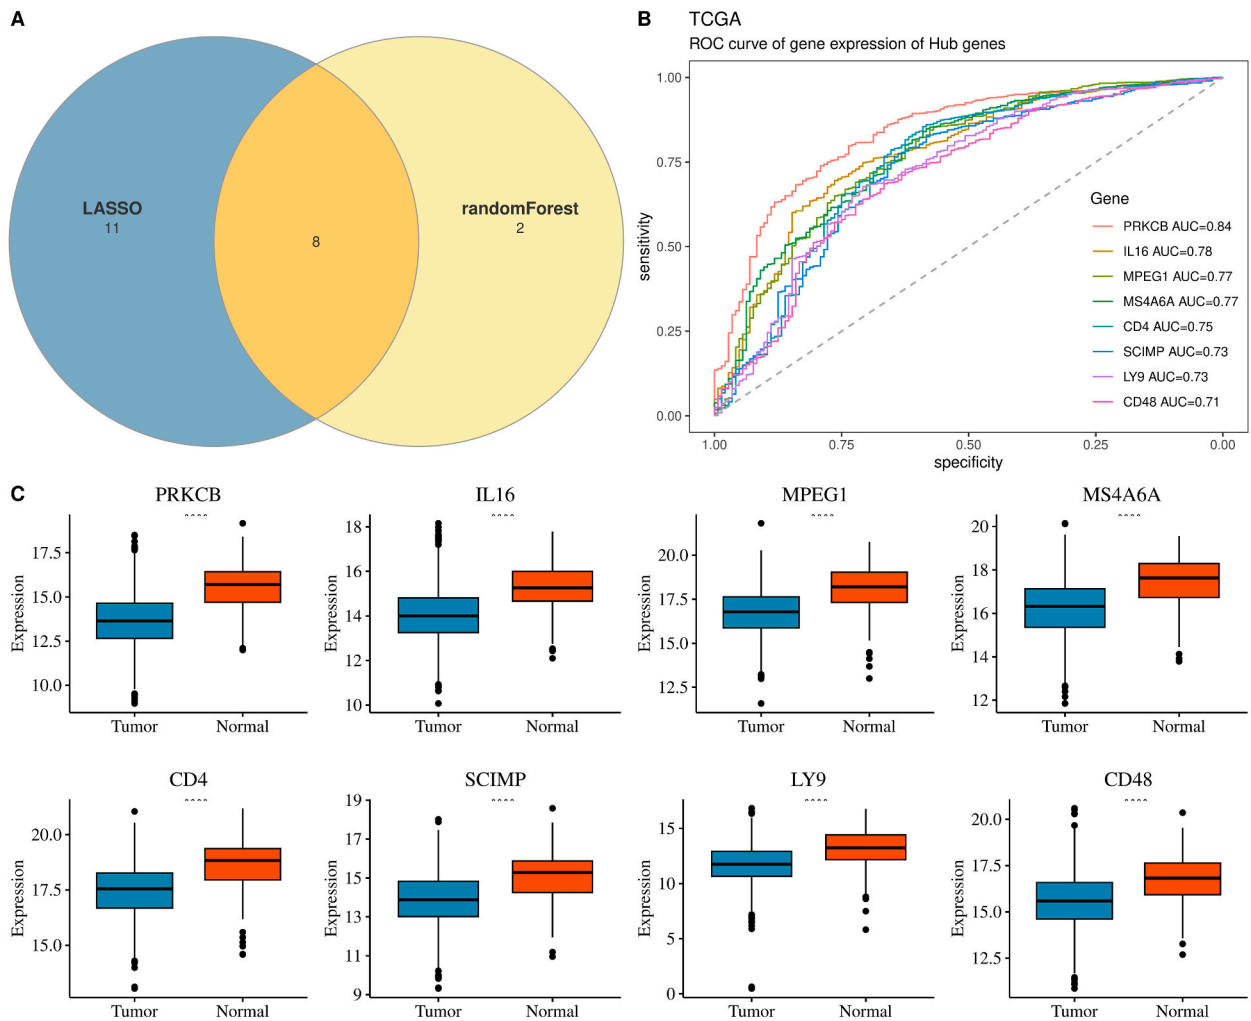 A
LASSO
11
8
randomForest
2
B
TCGA
ROC curve of gene expression of Hub genes
1.00
0.75
0.50
0.25
0.00
sensitivity
1.00
0.75
0.50
0.25
0.00
specificity
Gene
PRKCB AUC=0.84
IL16 AUC=0.78
MPEG1 AUC=0.77
MS4A6A AUC=0.77
CD4 AUC=0.75
SCIMP AUC=0.73
LY9 AUC=0.73
CD48 AUC=0.71
C
PRKCB
17.5
15.0
12.5
10.0
Expression
Tumor Normal
IL16
18
16
14
12
10
Expression
Tumor Normal
MPEG1
20.0
17.5
15.0
12.5
Expression
Tumor Normal
MS4A6A
20
18
16
14
12
Expression
Tumor Normal
CD4
20.0
17.5
15.0
Expression
Tumor Normal
SCIMP
19
17
15
13
11
9
Expression
Tumor Normal
LY9
15
10
5
0
Expression
Tumor Normal
CD48
20.0
17.5
15.0
12.5
Expression
Tumor Normal